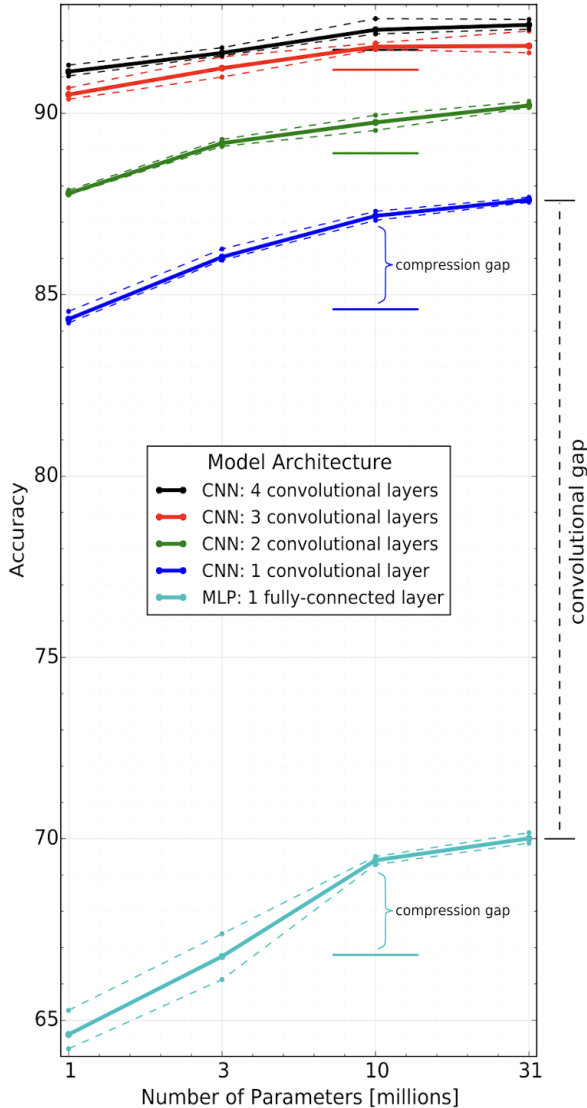 90
85
compression gap
80
Accuracy
Model Architecture
CNN: 4 convolutional layers
CNN: 3 convolutional layers
CNN: 2 convolutional layers
CNN: 1 convolutional layer
MLP: 1 fully-connected layer
convolutional gap
75
70
compression gap
65
1 3 10 31
Number of Parameters [millions]